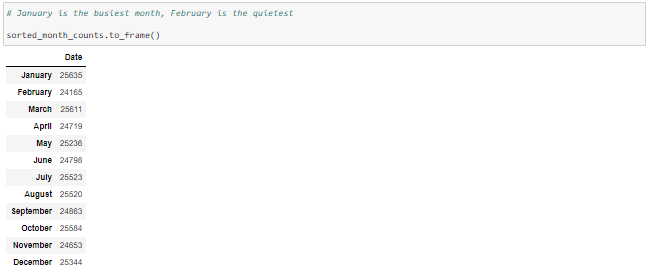 # January is the busiest month, February is the quietest
sorted_month_counts.to_frame()
Date
January 25635
February 24165
March 25611
April 24719
May 25236
June 24798
July 25523
August 25520
September 24863
October 25584
November 24653
December 25344